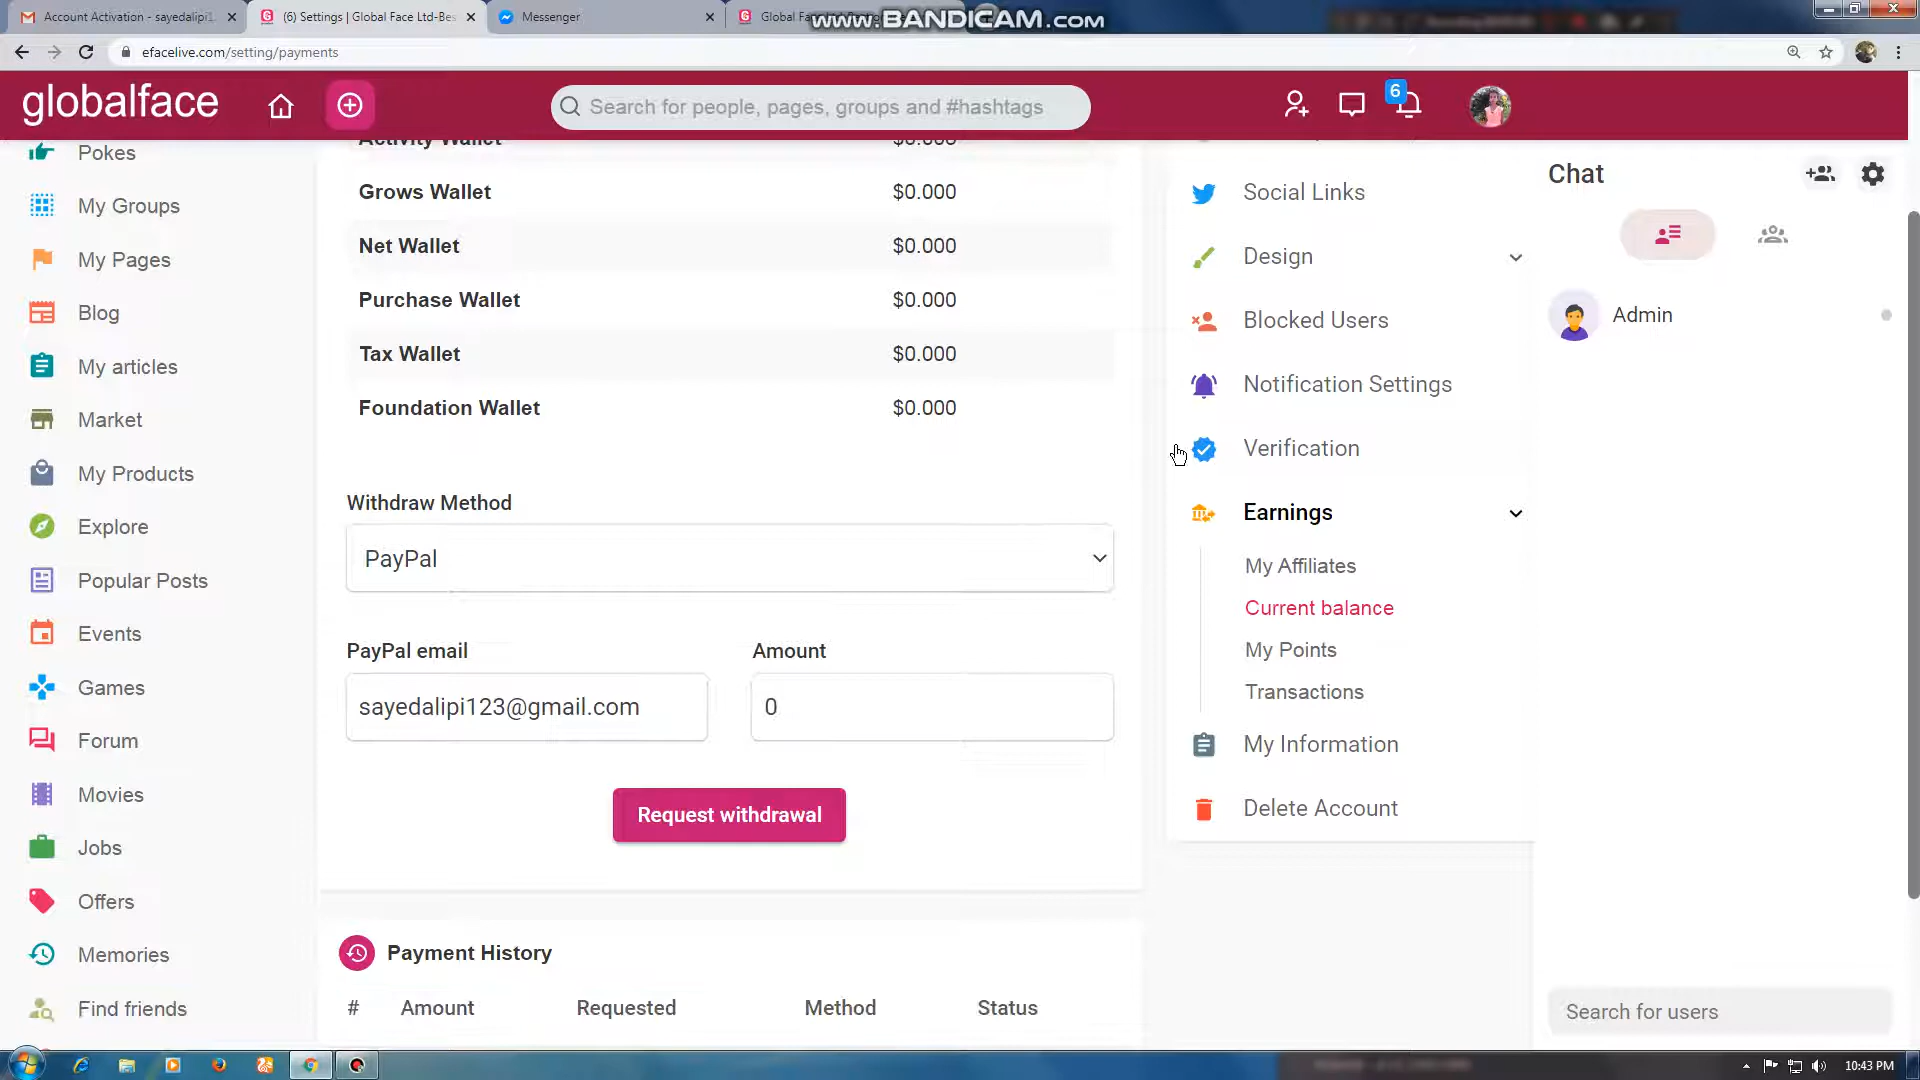 Account Activation - sayedalipi1
(6) Settings | Global Face Ltd-Bes
Messenger
www.BANDICAM.com
efacelive.com/setting/payments
globalface
Search for people, pages, groups and #hashtags
6
Pokes
My Groups
My Pages
Blog
My articles
Market
My Products
Explore
Popular Posts
Events
Games
Forum
Movies
Jobs
Offers
Memories
Find friends
Activity Wallet $0.000
Grows Wallet $0.000
Net Wallet $0.000
Purchase Wallet $0.000
Tax Wallet $0.000
Foundation Wallet $0.000
Withdraw Method
PayPal
PayPal email Amount
sayedalipi123@gmail.com 0
Request withdrawal
Payment History
# Amount Requested Method Status
Social Links
Design
Blocked Users
Notification Settings
Verification
Earnings
My Affiliates
Current balance
My Points
Transactions
My Information
Delete Account
Chat
Admin
Search for users
10:43 PM